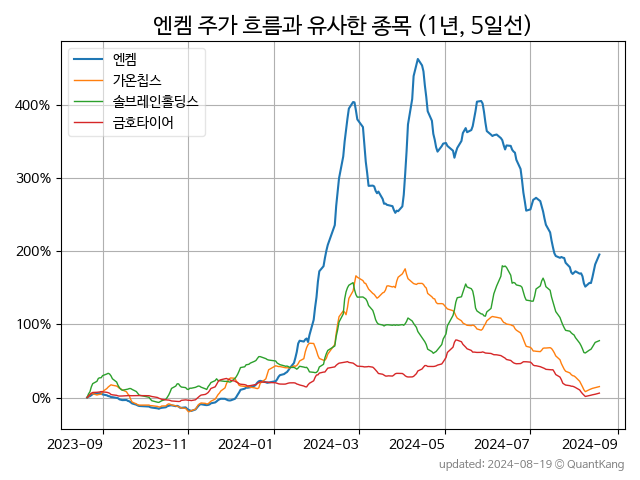 엔켐 주가 흐름과 유사한 종목 (1년, 5일선)
엔켐
가온칩스
솔브레인홀딩스
금호타이어
400%
300%
200%
100%
0%
2023-09 2023-11 2024-01 2024-03 2024-05 2024-07 2024-09
updated: 2024-08-19 © QuantKang